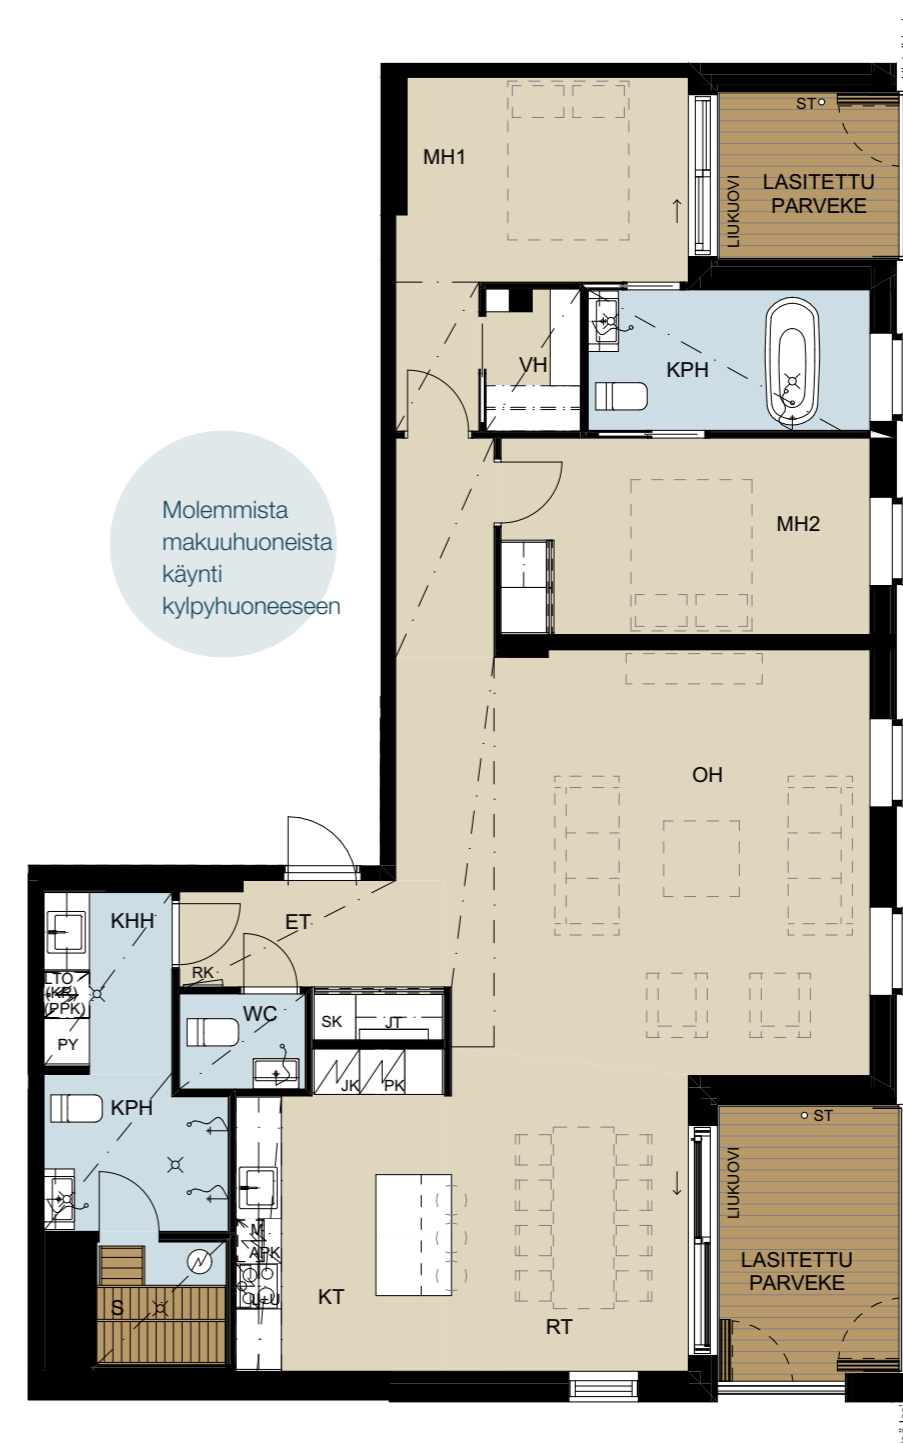 ST
MH1
LASITETTU
PARVEKE
LIUKUOVI
VH
KPH
Molemmista
makuuhuoneista
käynti
kylpyhuoneeseen
MH2
OH
KHH
ET
RK
LTO
(KR)
(PPK)
WC
SK
JT
PY
JK
PK
KPH
ST
LIUKUOVI
M
APK
LASITETTU
PARVEKE
S
L+U
KT
RT